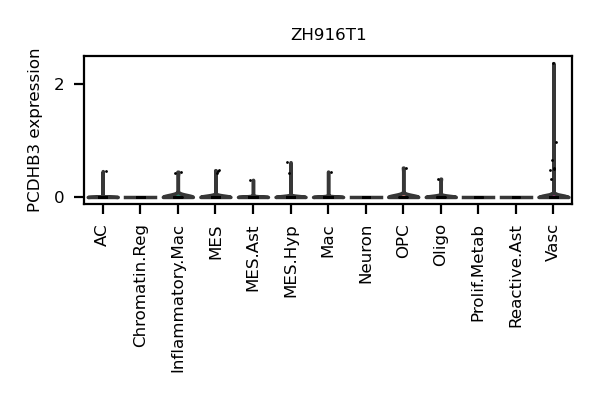 ZH916T1
PCDHB3 expression
2
0
AC
Chromatin.Reg
Inflammatory.Mac
MES
MES.Ast
MES.Hyp
Mac
Neuron
OPC
Oligo
Prolif.Metab
Reactive.Ast
Vasc